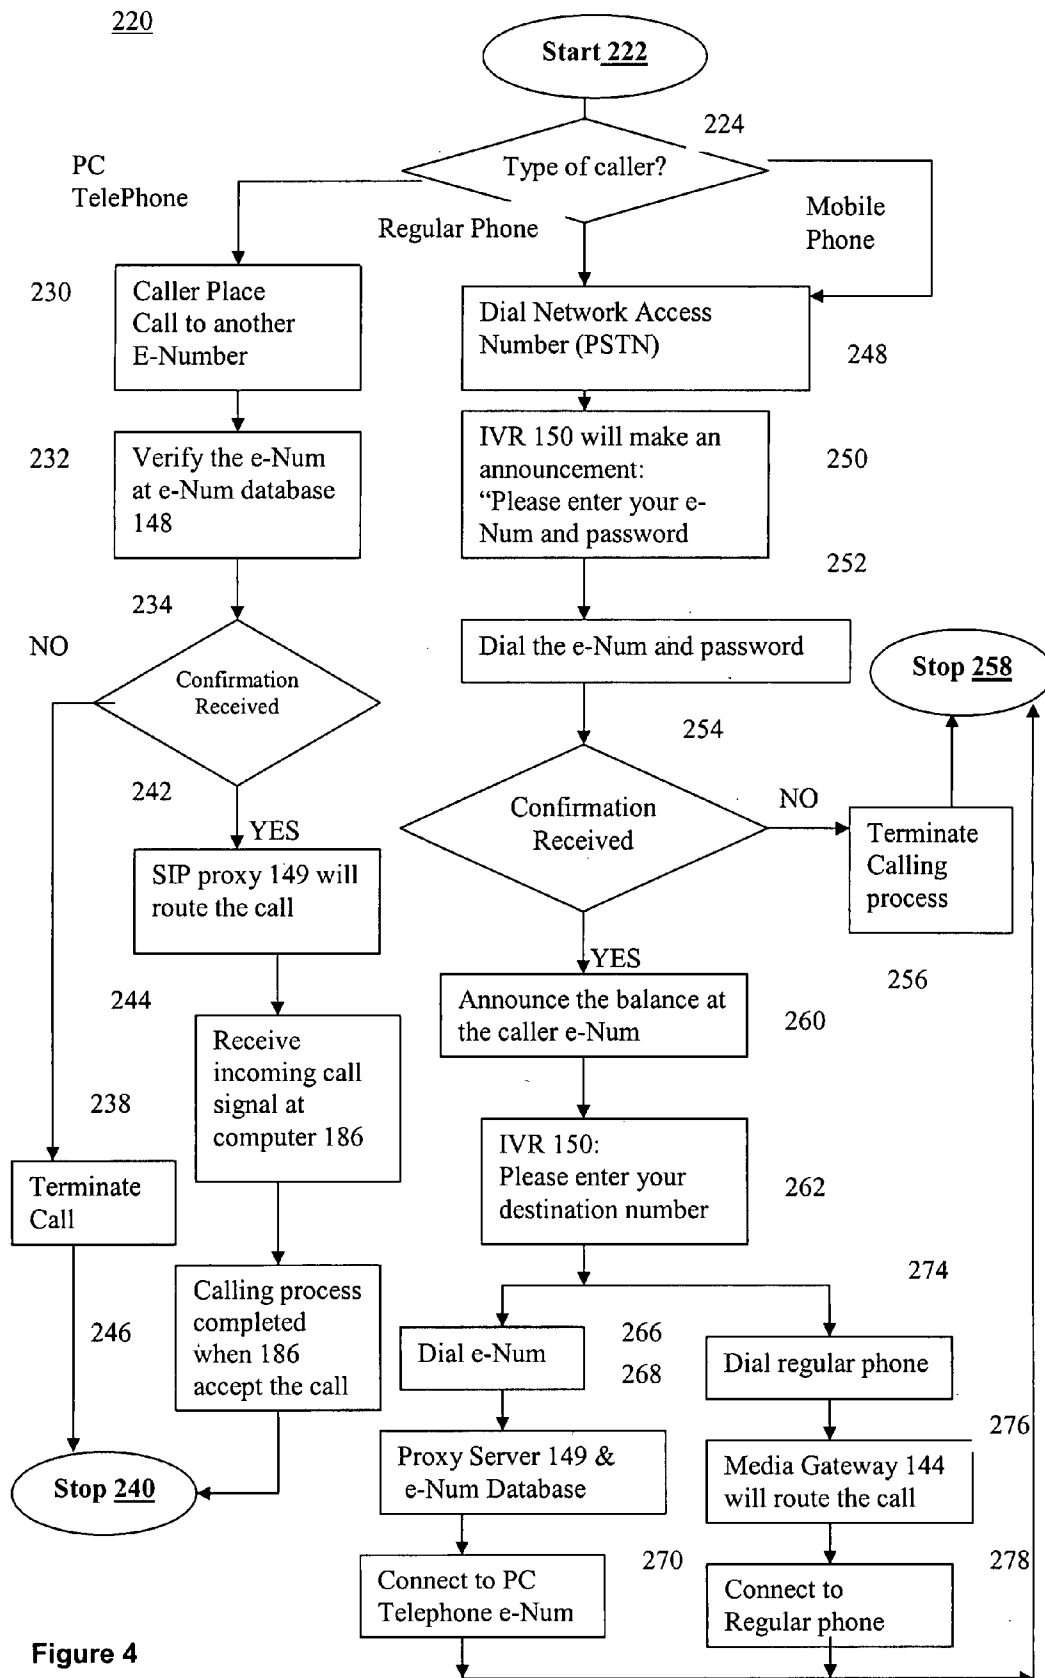 220
Start 222
224
Type of caller?
PC
TelePhone
Regular Phone
Mobile
Phone
230
Caller Place
Call to another
E-Number
Dial Network Access
Number (PSTN)
248
232
Verify the e-Num
at e-Num database
148
IVR 150 will make an
announcement:
“Please enter your e-
Num and password
250
252
234
NO
Confirmation
Received
Dial the e-Num and password
Stop 258
254
242
YES
Confirmation
Received
NO
Terminate
Calling
process
SIP proxy 149 will
route the call
YES
256
244
Announce the balance at
the caller e-Num
260
Receive
incoming call
signal at
computer 186
238
IVR 150:
Please enter your
destination number
262
Terminate
Call
274
246
Calling process
completed
when 186
accept the call
Dial e-Num
266
268
Dial regular phone
276
Stop 240
Proxy Server 149 &
e-Num Database
Media Gateway 144
will route the call
270
278
Connect to PC
Telephone e-Num
Connect to
Regular phone
Figure 4